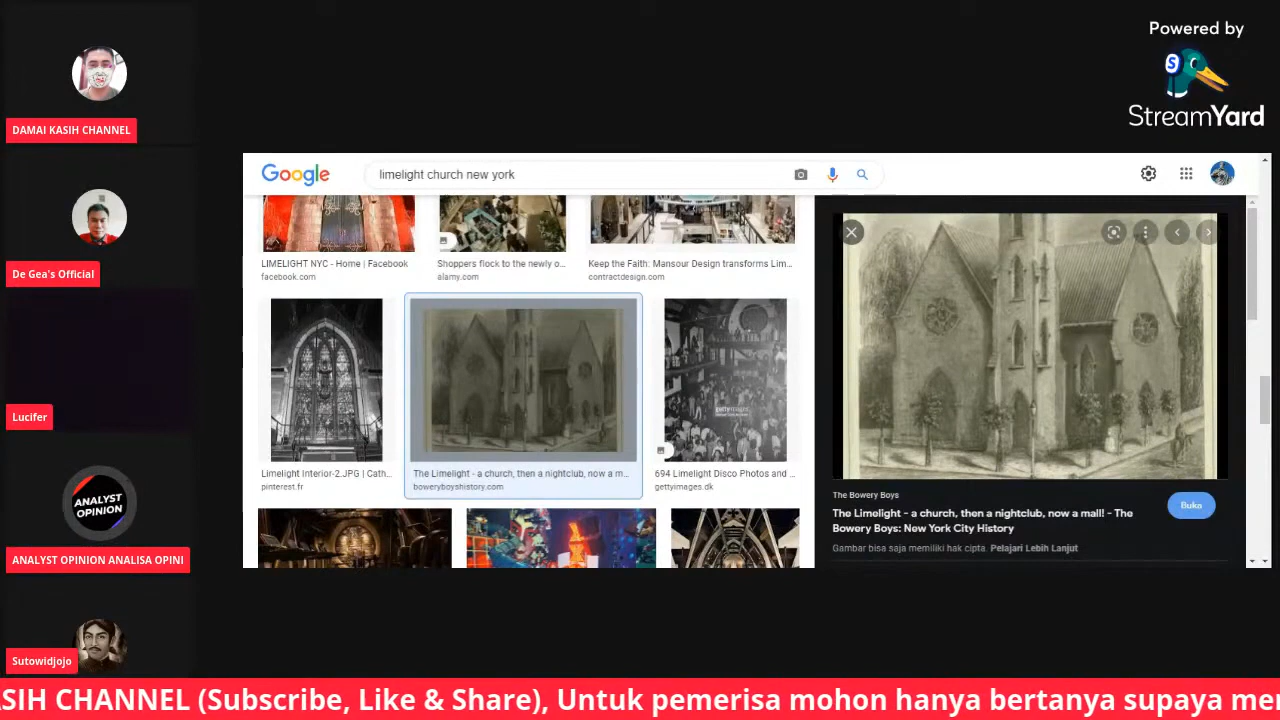 Powered by
StreamYard
DAMAI KASIH CHANNEL
De Gea's Official
Lucifer
ANALYST OPINION
ANALYST OPINION ANALISA OPINI
Sutowidjojo
Google
limelight church new york
LIMELIGHT NYC - Home | Facebook
facebook.com
Shoppers flock to the newly o...
alamy.com
Keep the Faith: Mansour Design transforms Lim...
contractdesign.com
Limelight Interior-2.JPG | Cath...
pinterest.fr
The Limelight - a church, then a nightclub, now a m...
boweryboyshistory.com
gettyimages
694 Limelight Disco Photos and ...
gettyimages.dk
The Bowery Boys
The Limelight - a church, then a nightclub, now a mall! - The
Bowery Boys: New York City History
Buka
Gambar bisa saja memiliki hak cipta. Pelajari Lebih Lanjut
ASIH CHANNEL (Subscribe, Like & Share), Untuk pemerisa mohon hanya bertanya supaya me